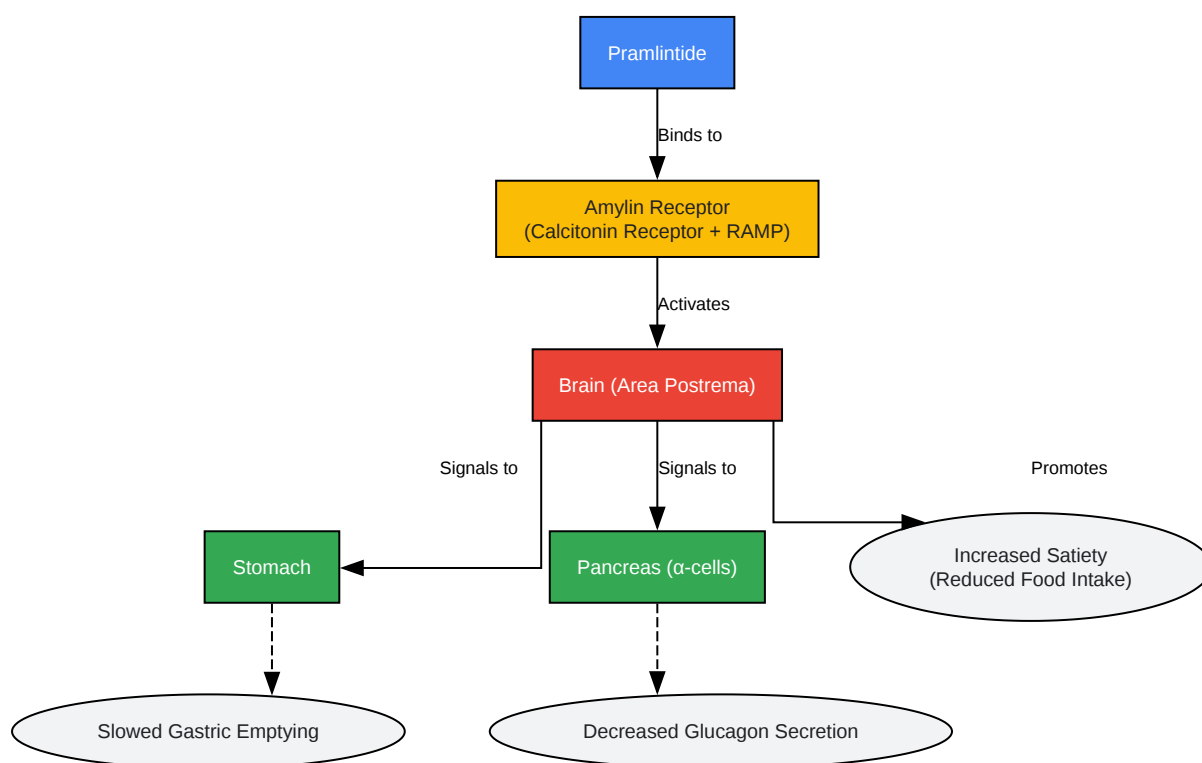 Pramlintide
Binds to
Amylin Receptor
(Calcitonin Receptor + RAMP)
Activates
Brain (Area Postrema)
Signals to
Signals to
Promotes
Stomach
Pancreas (α-cells)
Increased Satiety
(Reduced Food Intake)
Slowed Gastric Emptying
Decreased Glucagon Secretion